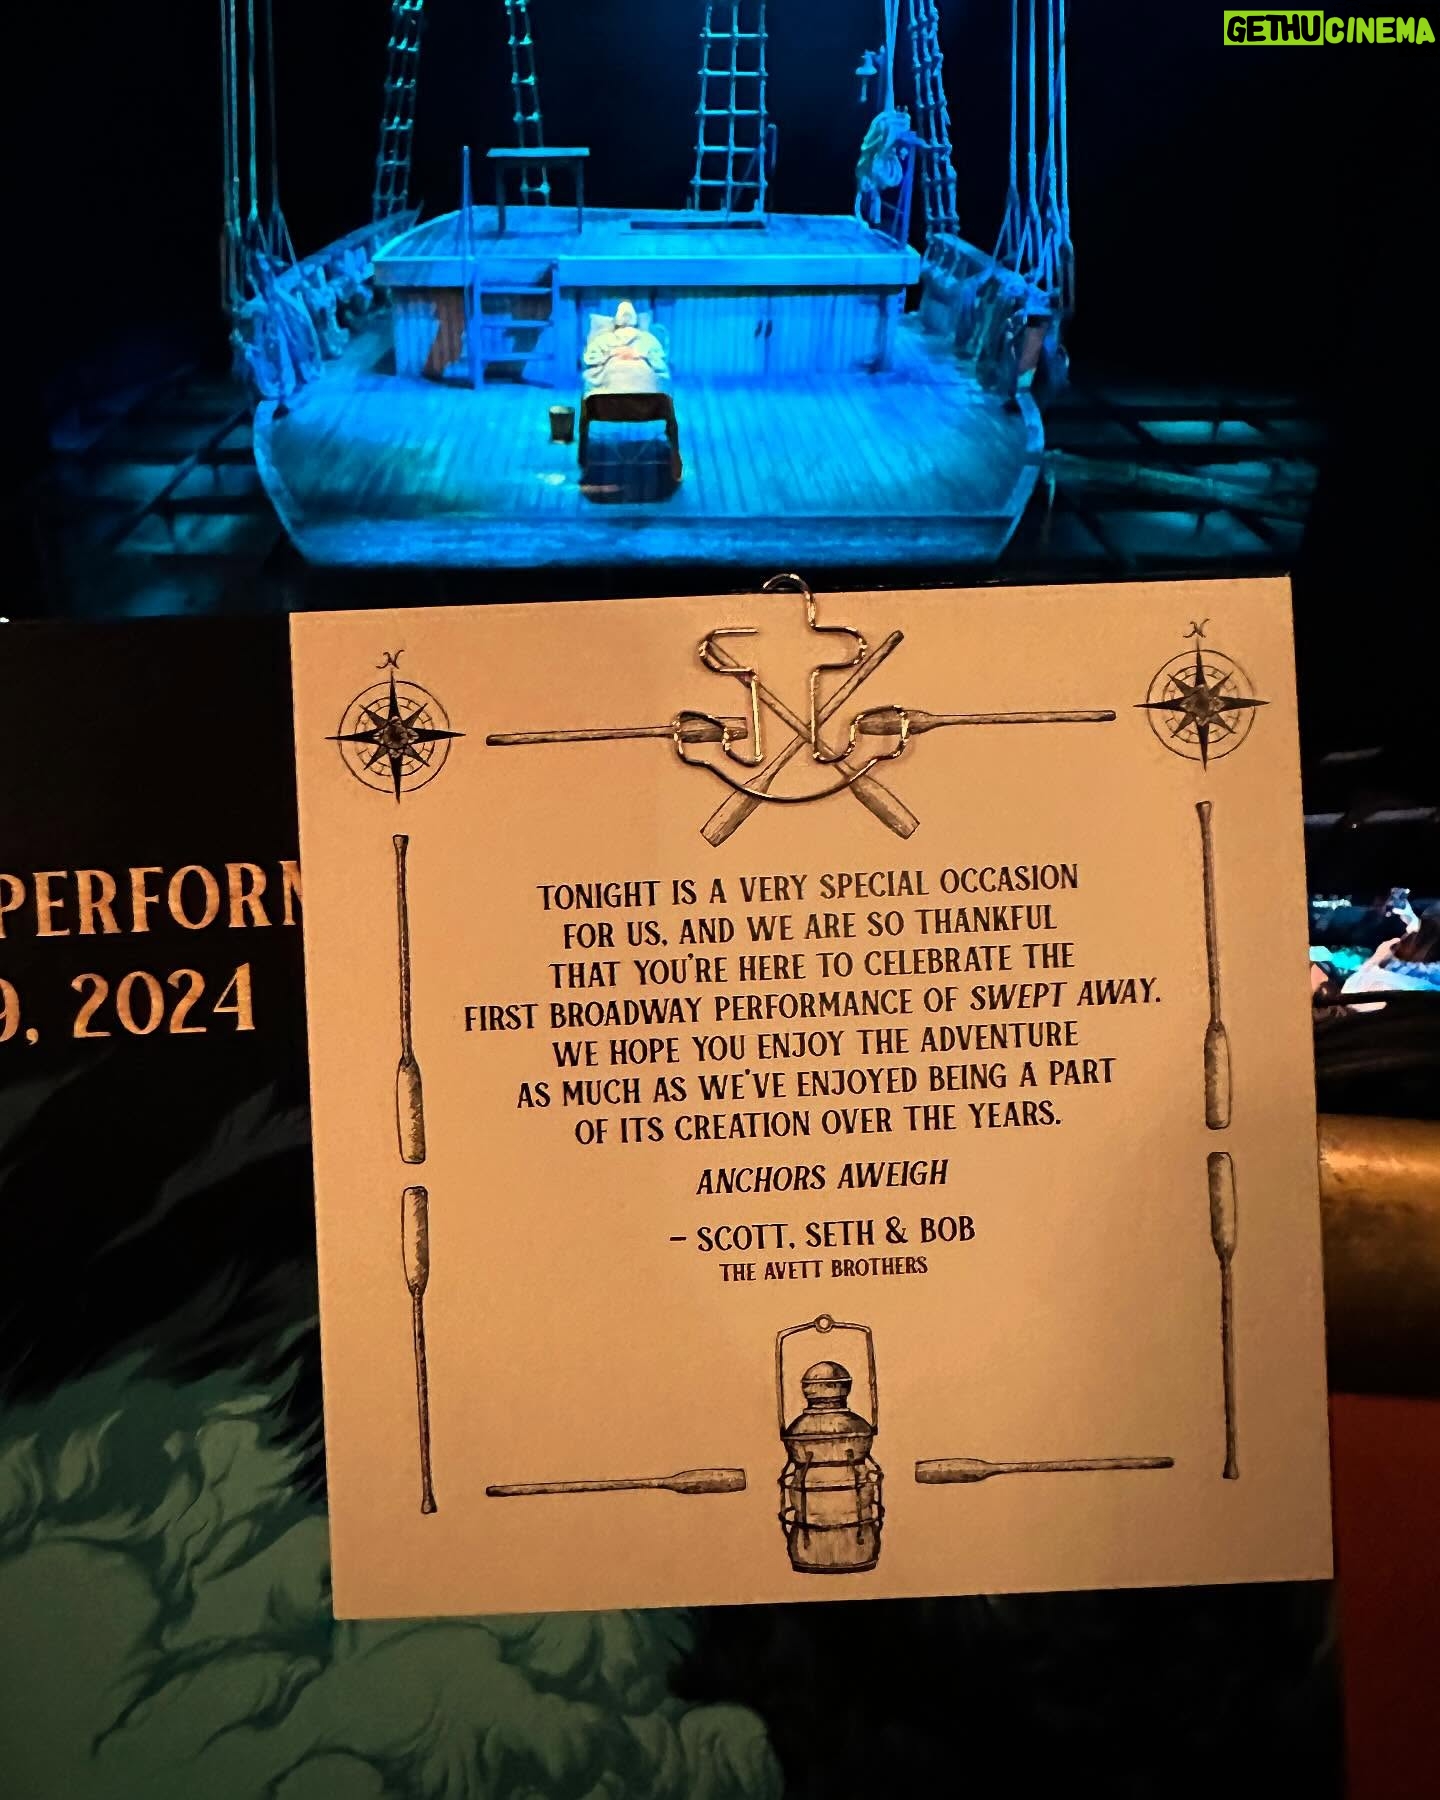 GETHUCINEMA
N
N
TONIGHT IS A VERY SPECIAL OCCASION
FOR US, AND WE ARE SO THANKFUL
THAT YOU'RE HERE TO CELEBRATE THE
FIRST BROADWAY PERFORMANCE OF SWEPT AWAY.
WE HOPE YOU ENJOY THE ADVENTURE
AS MUCH AS WE'VE ENJOYED BEING A PART
OF ITS CREATION OVER THE YEARS.
ANCHORS AWEIGH
– SCOTT, SETH & BOB
THE AVETT BROTHERS
PERFORM
9, 2024